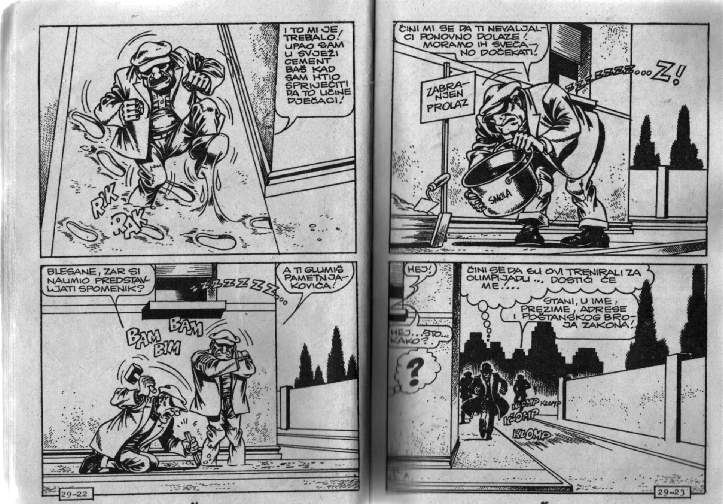 I TO MI JE
TREBALO!
UPAO SAM
U SVJEŽI
CEMENT
BAŠ KAD
SAM HTIO
SPRIJEČITI
DA TO UČINE
DJEČACI!
RIK
RAK
BLESANE, ZAR SI
NAUMIO PREDSTAV-
LJATI SPOMENIK?
A TI GLUMIŠ
PAMETNJA-
KOVIĆA!
ZZZZZZZ...
BAM
BIM
BAM
29-22
ČINI MI SE DA TI NEVALJAL-
CI PONOVNO DOLAZE!
MORAMO IH SVEČA-
NO DOČEKATI!
ZZZZZZZ...Z!
ZABRA-
NJEN
PROLAZ
SMOLA
HEJ!
HEJ...ŠTO...
KAKO?
?
ČINI SE DA SU OVI TRENIRALI ZA
OLIMPIJADU... DOSTIĆI ĆE
ME!...
STANI, U IME,
PREZIME, ADRESE
I POŠTANSKOG BRO-
JA ZAKONA!
KLOMP KLOMP
KLOMP
KLOMP
29-23